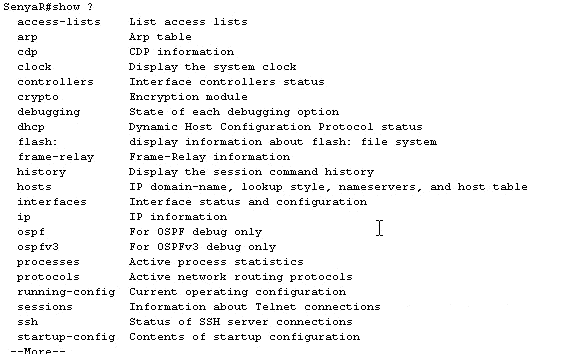 SenyaR#show ?
  access-lists    List access lists
  arp             Arp table
  cdp             CDP information
  clock           Display the system clock
  controllers     Interface controllers status
  crypto          Encryption module
  debugging       State of each debugging option
  dhcp            Dynamic Host Configuration Protocol status
  flash:          display information about flash: file system
  frame-relay     Frame-Relay information
  history         Display the session command history
  hosts           IP domain-name, lookup style, nameservers, and host table
  interfaces      Interface status and configuration
  ip              IP information
  ospf            For OSPF debug only
  ospfv3          For OSPFv3 debug only
  processes       Active process statistics
  protocols       Active network routing protocols
  running-config  Current operating configuration
  sessions        Information about Telnet connections
  ssh             Status of SSH server connections
  startup-config  Contents of startup configuration
 --More--